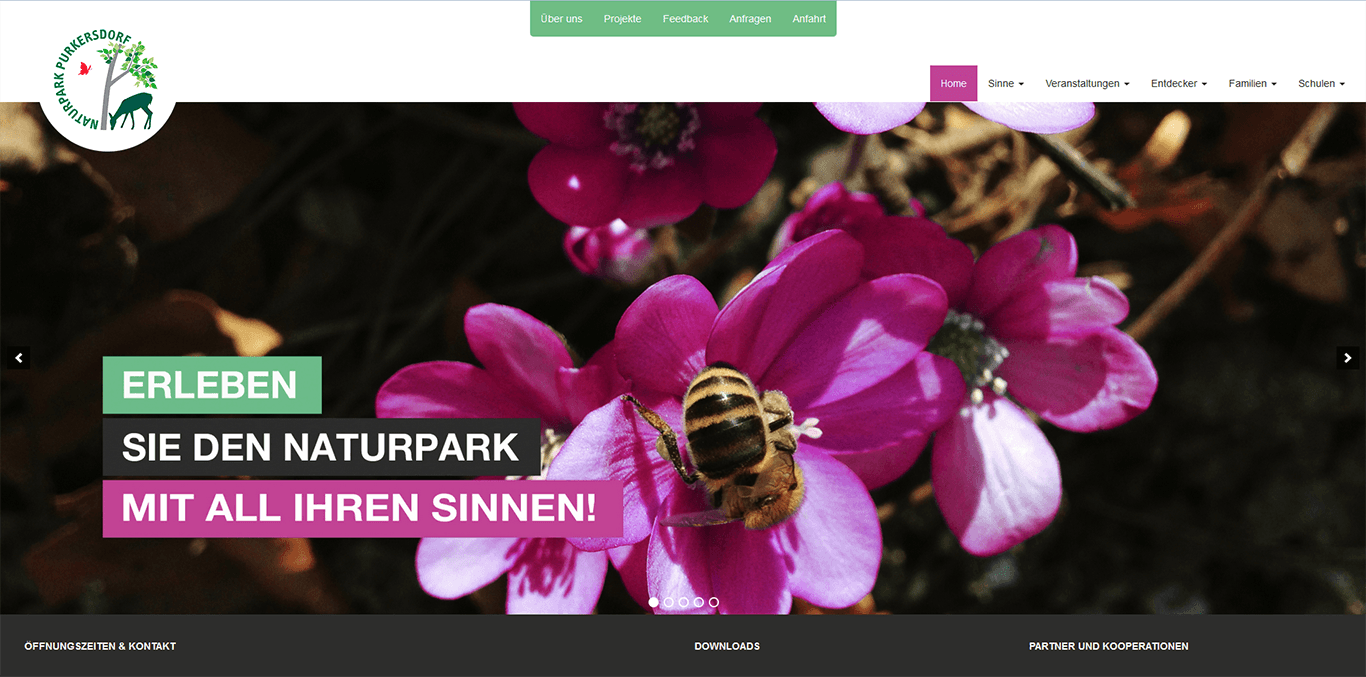 Über uns Projekte Feedback Anfragen Anfahrt
NATURPARK PURKERSDORF
Home Sinne Veranstaltungen Entdecker Familien Schulen
ERLEBEN
SIE DEN NATURPARK
MIT ALL IHREN SINNEN!
ÖFFNUNGSZEITEN & KONTAKT DOWNLOADS PARTNER UND KOOPERATIONEN